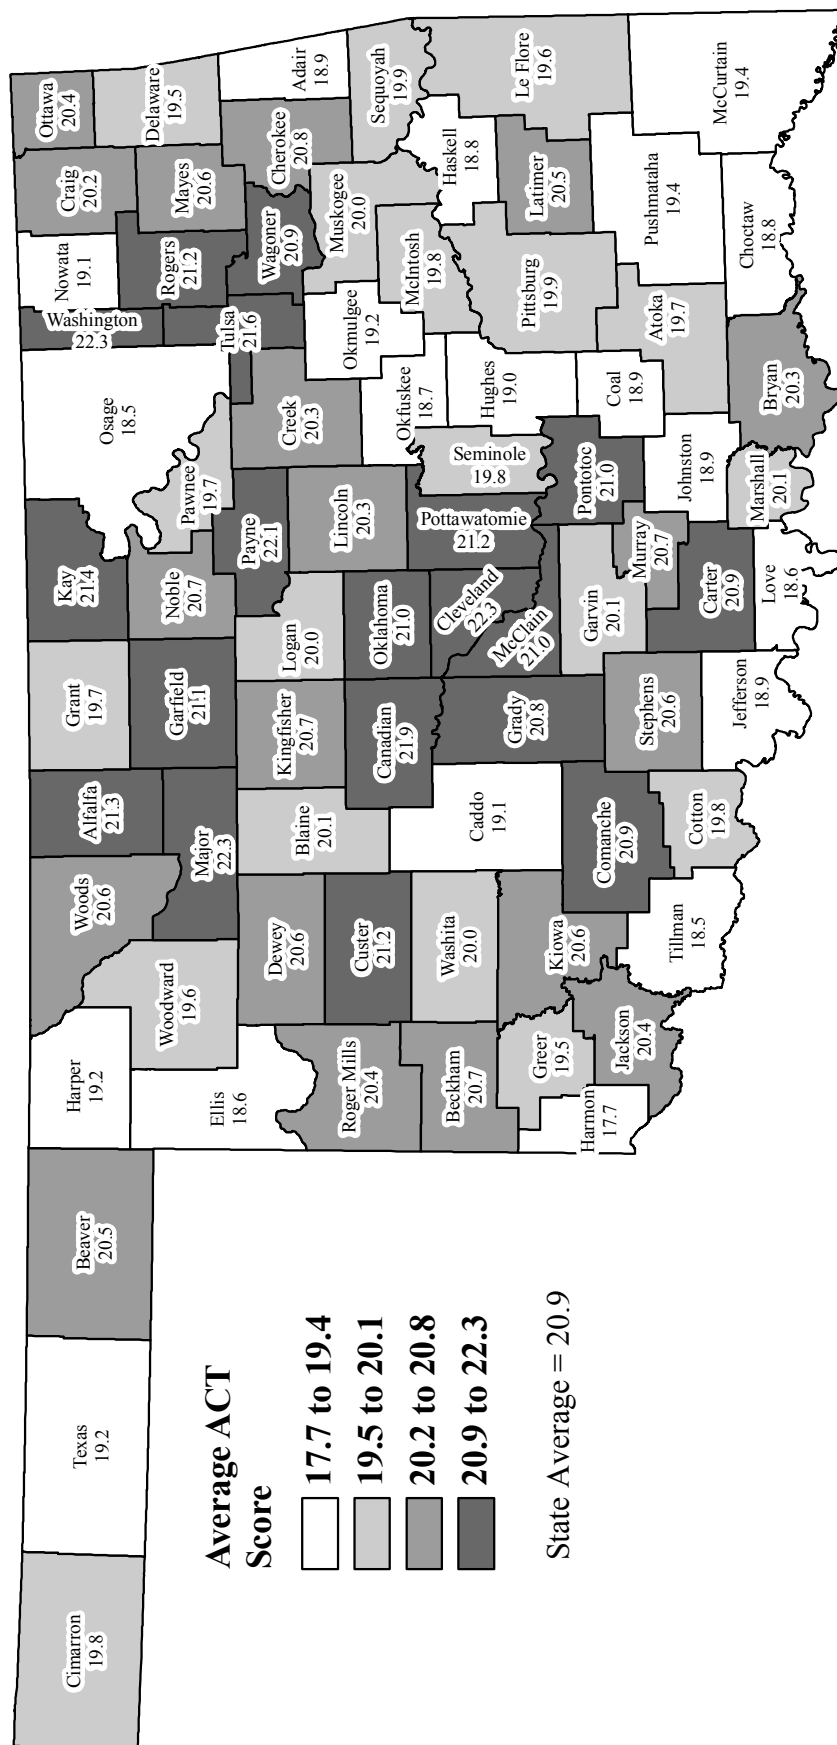 Cimarron
19.8
Texas
19.2
Beaver
20.5
Harper
19.2
Woods
20.6
Alfalfa
21.3
Grant
19.7
Kay
21.4
Osage
18.5
Washington
22.3
Nowata
19.1
Craig
20.2
Ottawa
20.4
Ellis
18.6
Woodward
19.6
Major
22.3
Garfield
21.1
Noble
20.7
Pawnee
19.7
Tulsa
21.6
Rogers
21.2
Mayes
20.6
Delaware
19.5
Roger Mills
20.4
Dewey
20.6
Blaine
20.1
Kingfisher
20.7
Logan
20.0
Payne
22.1
Creek
20.3
Wagoner
20.9
Cherokee
20.8
Adair
18.9
Beckham
20.7
Custer
21.2
Canadian
21.9
Oklahoma
21.0
Lincoln
20.3
Okfuskee
18.7
Okmulgee
19.2
Muskogee
20.0
Sequoyah
19.9
Washita
20.0
Caddo
19.1
Grady
20.8
Cleveland
22.3
McClain
21.0
Pottawatomie
21.2
Seminole
19.8
Hughes
19.0
McIntosh
19.8
Haskell
18.8
Le Flore
19.6
Harmon
17.7
Greer
19.5
Kiowa
20.6
Comanche
20.9
Stephens
20.6
Garvin
20.1
Murray
20.7
Pontotoc
21.0
Coal
18.9
Pittsburg
19.9
Latimer
20.5
Jackson
20.4
Tillman
18.5
Cotton
19.8
Jefferson
18.9
Carter
20.9
Love
18.6
Johnston
18.9
Marshall
20.1
Atoka
19.7
Bryan
20.3
Pushmataha
19.4
Choctaw
18.8
McCurtain
19.4
Average ACT
Score
17.7 to 19.4
19.5 to 20.1
20.2 to 20.8
20.9 to 22.3
State Average = 20.9